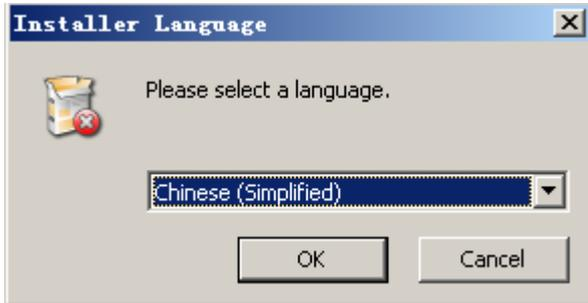 Installer Language
Please select a language.
Chinese (Simplified)
OK
Cancel